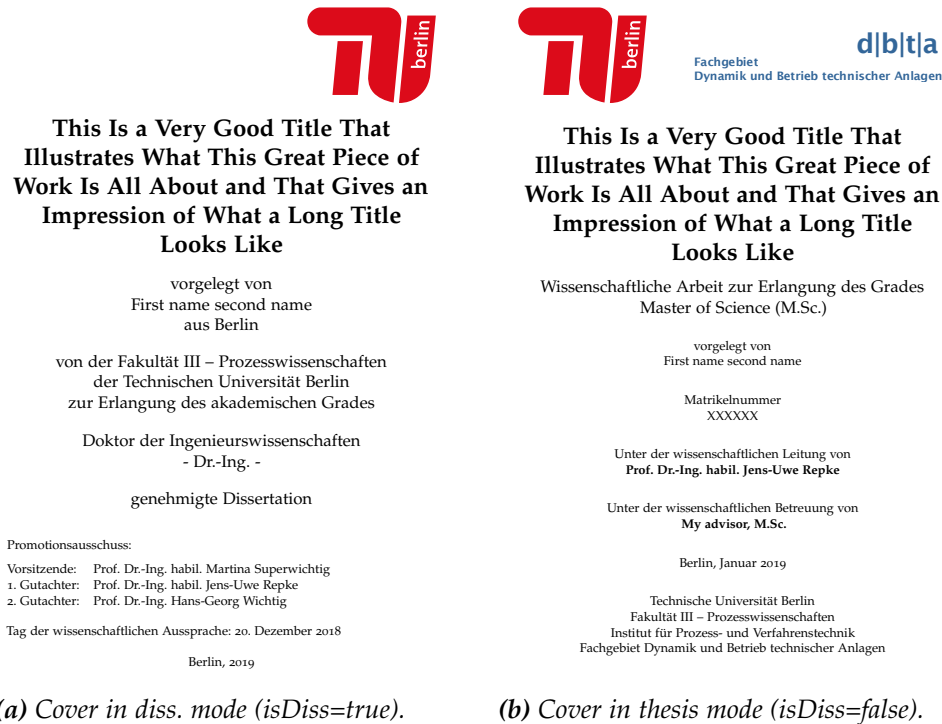 berlin
This Is a Very Good Title That
Illustrates What This Great Piece of
Work Is All About and That Gives an
Impression of What a Long Title
Looks Like
vorgelegt von
First name second name
aus Berlin
von der Fakultät III – Prozesswissenschaften
der Technischen Universität Berlin
zur Erlangung des akademischen Grades
Doktor der Ingenieurswissenschaften
- Dr.-Ing. -
genehmigte Dissertation
Promotionsausschuss:
Vorsitzende: Prof. Dr.-Ing. habil. Martina Superwichtig
1. Gutachter: Prof. Dr.-Ing. habil. Jens-Uwe Repke
2. Gutachter: Prof. Dr.-Ing. Hans-Georg Wichtig
Tag der wissenschaftlichen Aussprache: 20. Dezember 2018
Berlin, 2019
(a) Cover in diss. mode (isDiss=true).
berlin
d|b|t|a
Fachgebiet
Dynamik und Betrieb technischer Anlagen
This Is a Very Good Title That
Illustrates What This Great Piece of
Work Is All About and That Gives an
Impression of What a Long Title
Looks Like
Wissenschaftliche Arbeit zur Erlangung des Grades
Master of Science (M.Sc.)
vorgelegt von
First name second name
Matrikelnummer
XXXXXX
Unter der wissenschaftlichen Leitung von
Prof. Dr.-Ing. habil. Jens-Uwe Repke
Unter der wissenschaftlichen Betreuung von
My advisor, M.Sc.
Berlin, Januar 2019
Technische Universität Berlin
Fakultät III – Prozesswissenschaften
Institut für Prozess- und Verfahrenstechnik
Fachgebiet Dynamik und Betrieb technischer Anlagen
(b) Cover in thesis mode (isDiss=false).